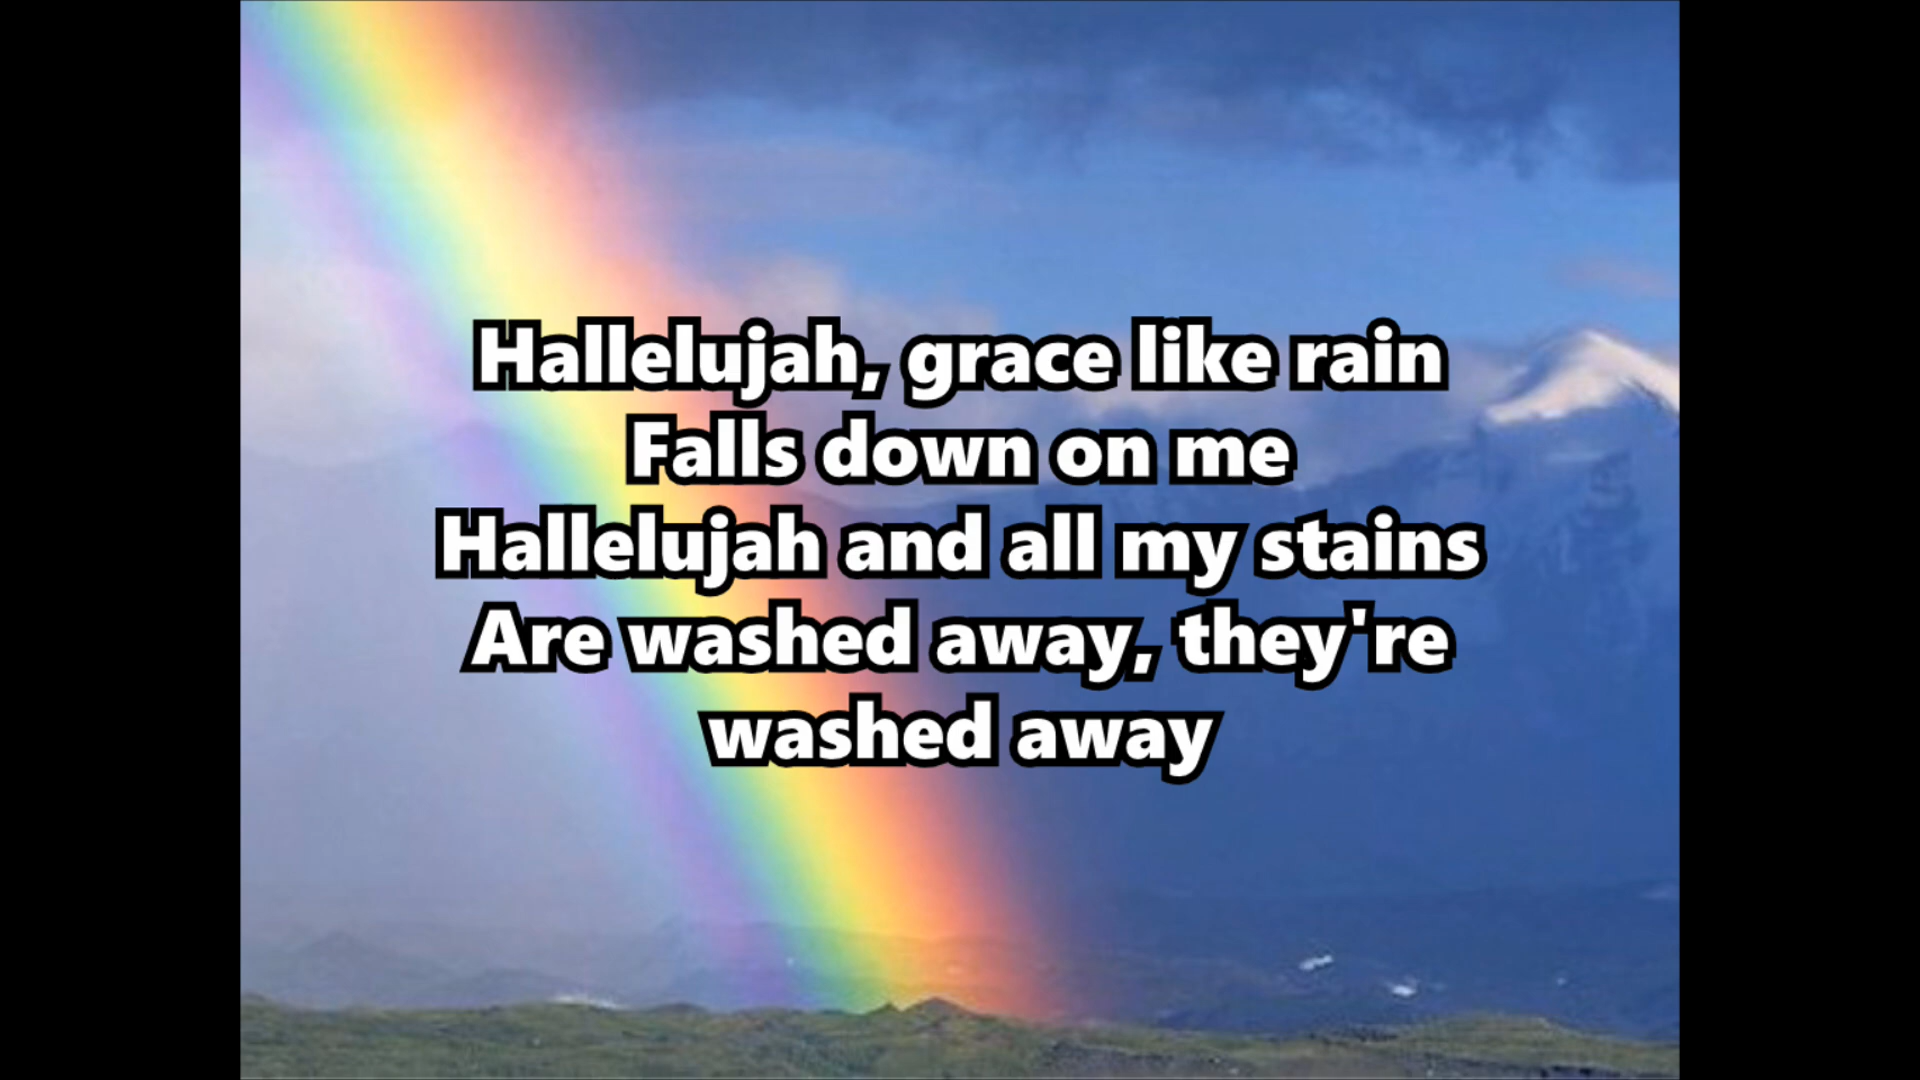 Hallelujah, grace like rain
Falls down on me
Hallelujah and all my stains
Are washed away, they're
washed away